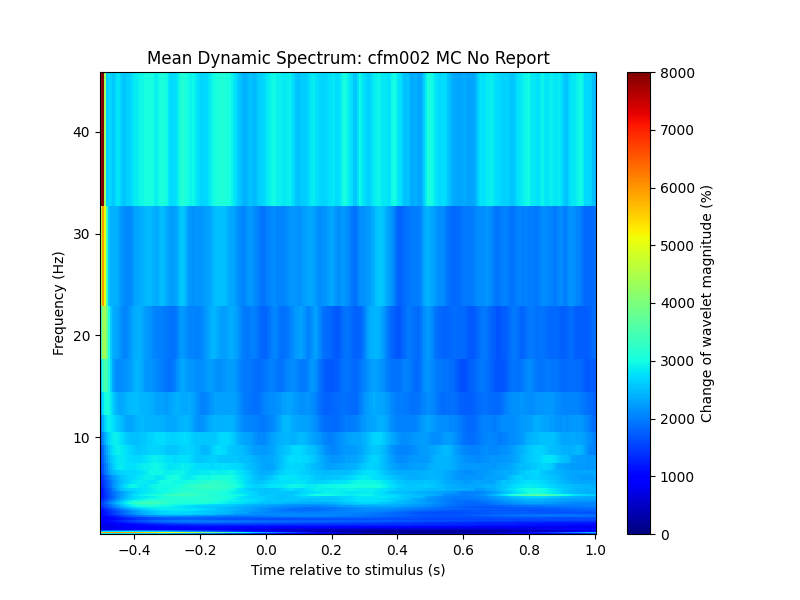 Mean Dynamic Spectrum: cfm002 MC No Report
Frequency (Hz)
40
30
20
10
−0.4 −0.2 0.0 0.2 0.4 0.6 0.8 1.0
Time relative to stimulus (s)
8000
7000
6000
5000
4000
3000
2000
1000
0
Change of wavelet magnitude (%)